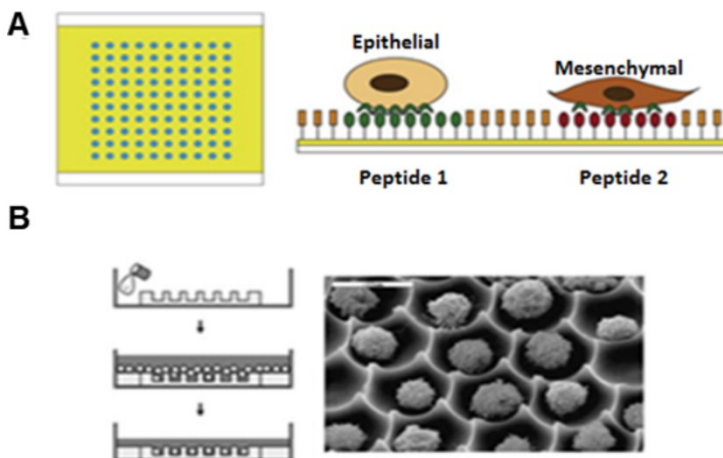 A
Epithelial
Mesenchymal
Peptide 1
Peptide 2
B